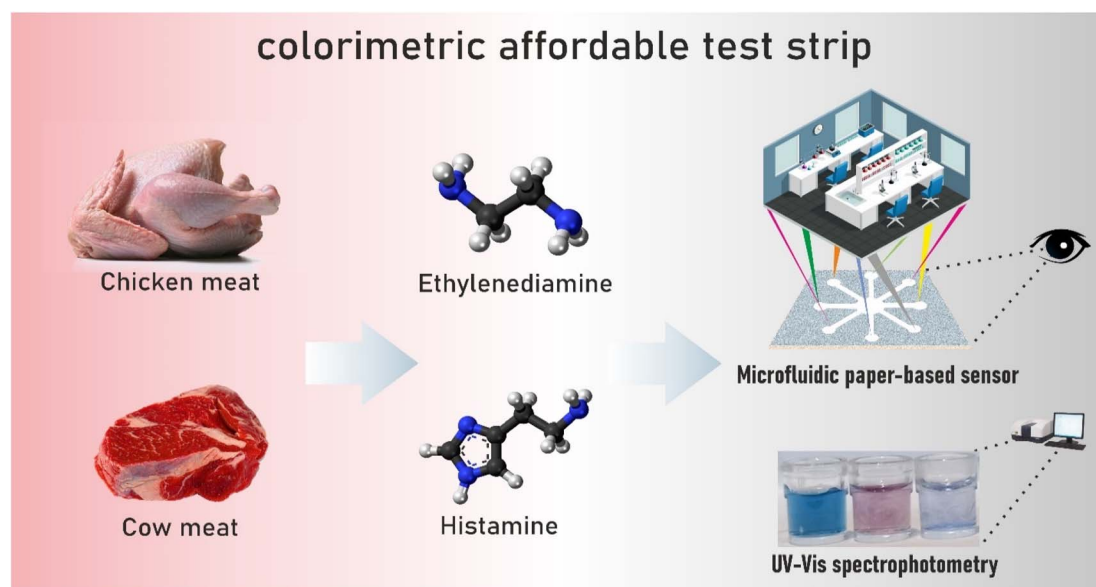 colorimetric affordable test strip
Chicken meat
Ethylenediamine
Microfluidic paper-based sensor
Cow meat
Histamine
UV-Vis spectrophotometry